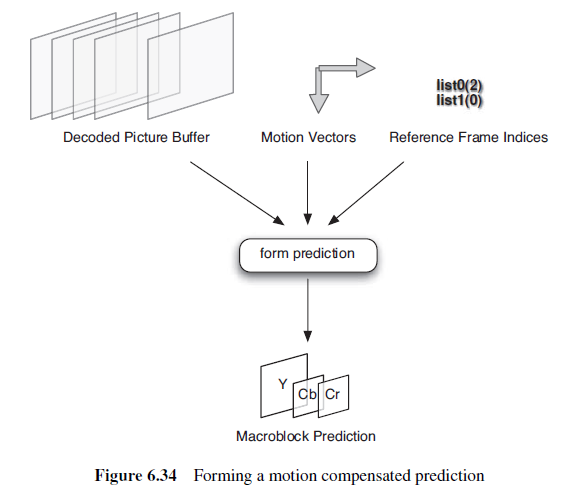 list0(2)
list1(0)
Decoded Picture Buffer
Motion Vectors
Reference Frame Indices
form prediction
Y
Cb
Cr
Macroblock Prediction
Figure 6.34 Forming a motion compensated prediction